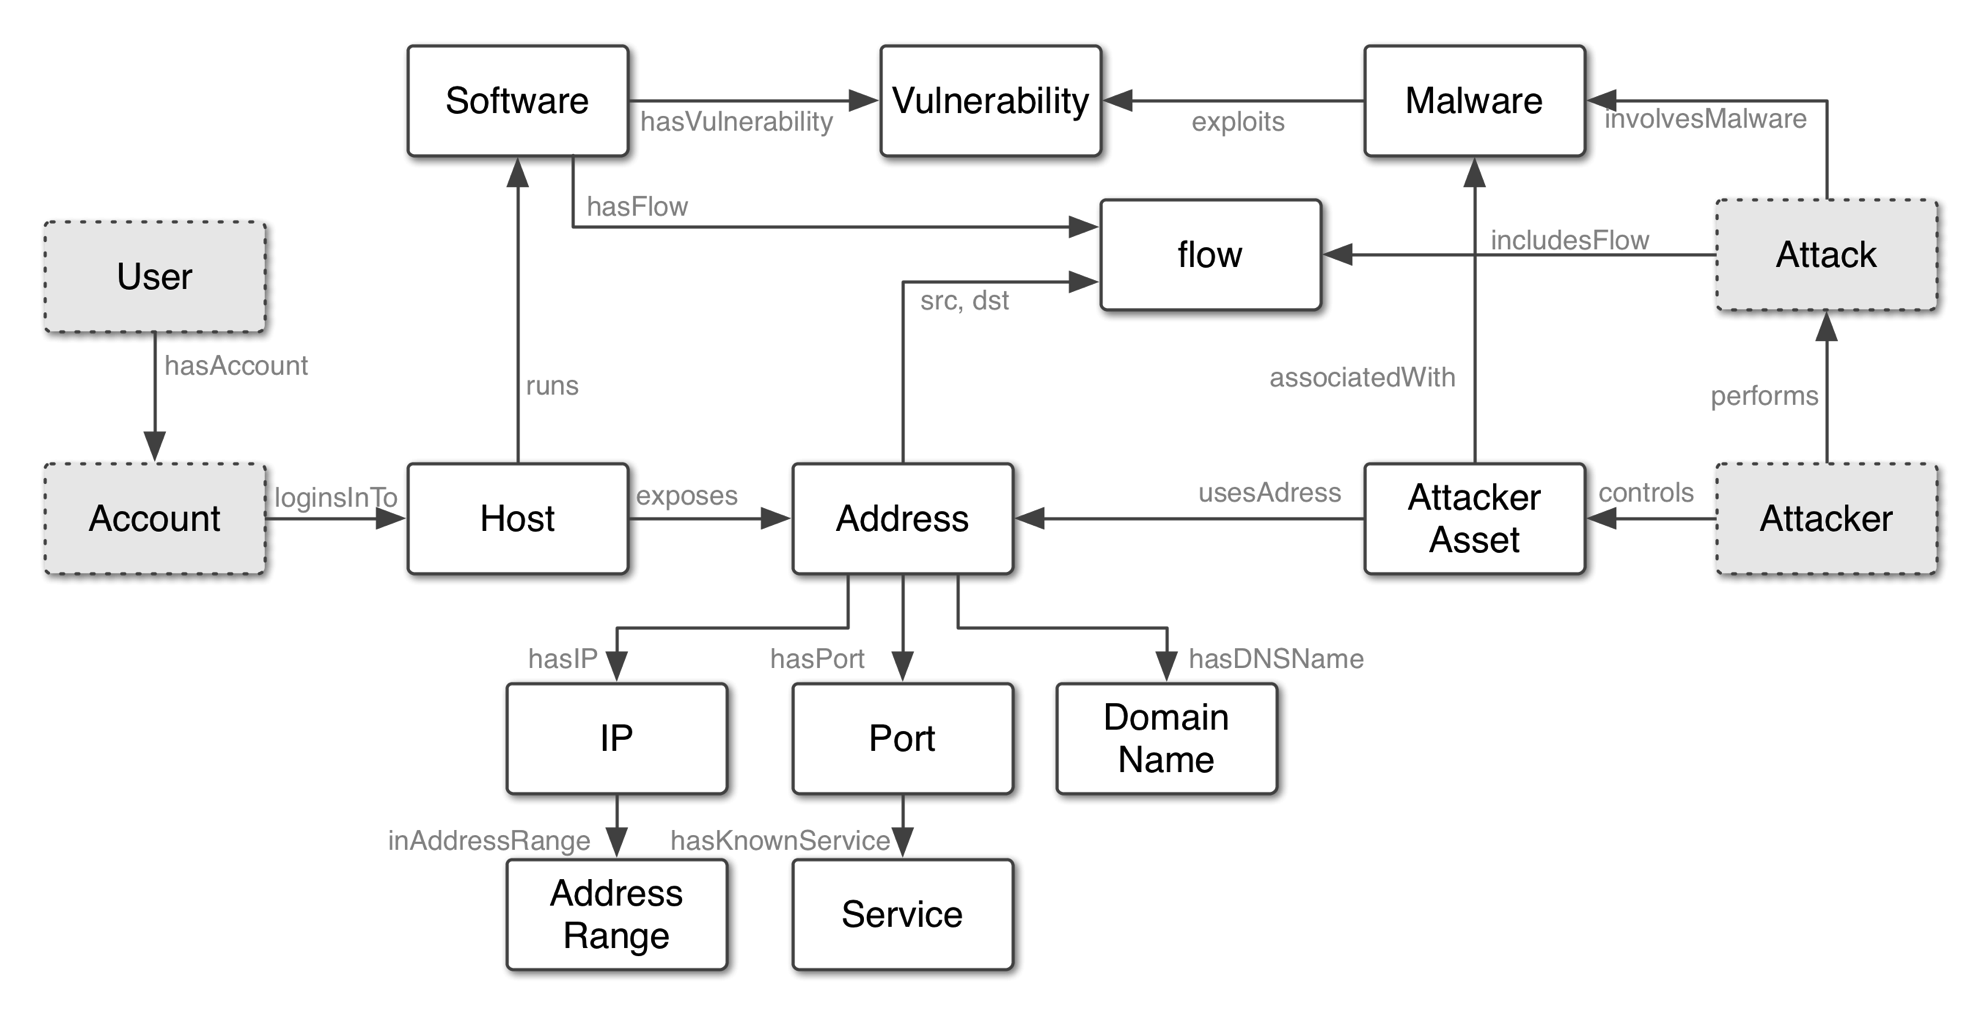 Software
hasVulnerability
Vulnerability
exploits
Malware
involvesMalware
hasFlow
flow
includesFlow
Attack
User
src, dst
hasAccount
runs
associatedWith
performs
Account
loginsInTo
Host
exposes
Address
usesAdress
Attacker
Asset
controls
Attacker
hasIP
hasPort
hasDNSName
IP
Port
Domain
Name
inAddressRange
hasKnownService
Address
Range
Service